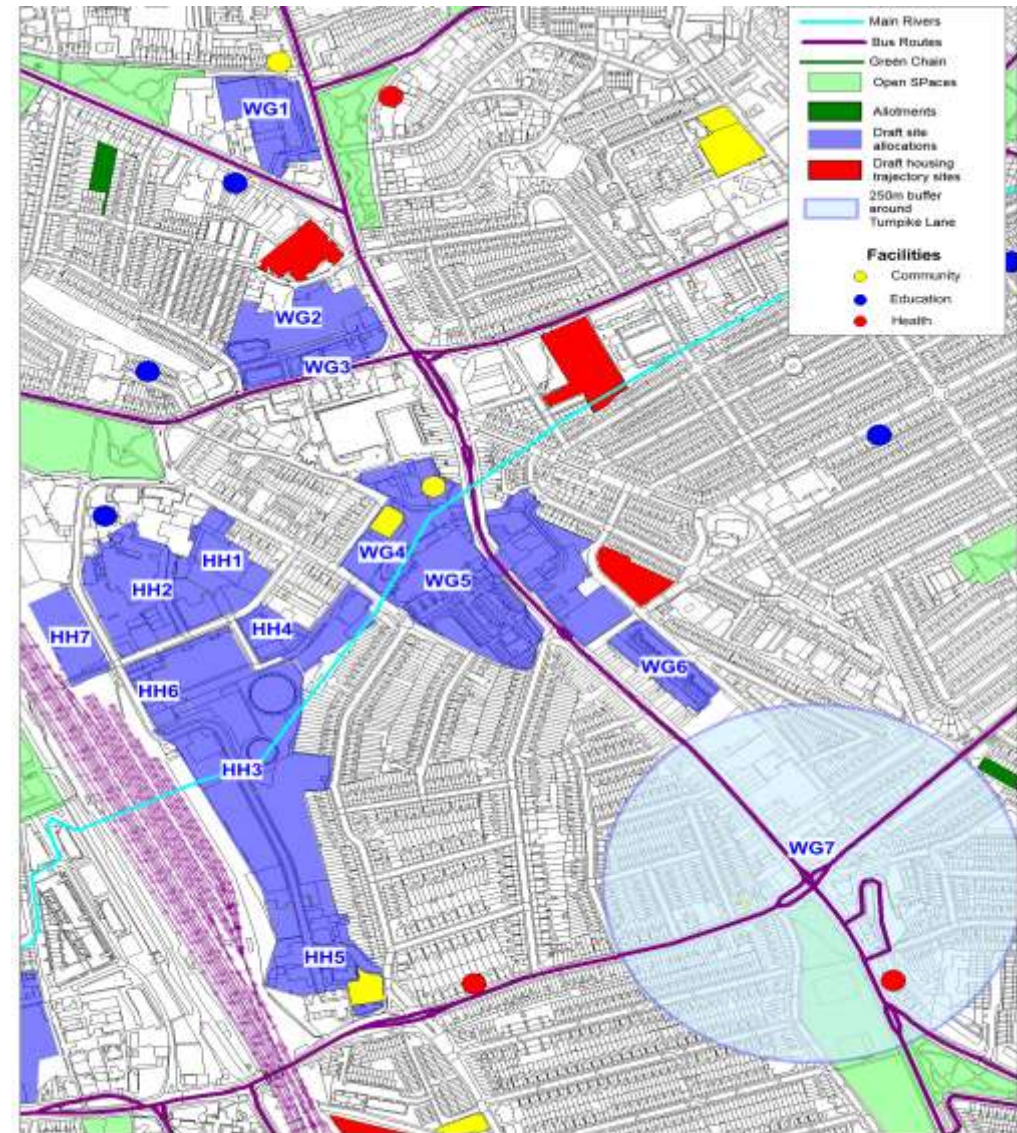 Main Rivers
Bus Routes
Green Chain
Open SPaces
Allotments
Draft site
allocations
Draft housing
trajectory sites
250m buffer
around
Turnpike Lane
Facilities
Community
Education
Health
WG1
WG2
WG3
WG4
WG5
HH1
HH2
HH4
HH7
WG6
HH6
HH3
WG7
HH5